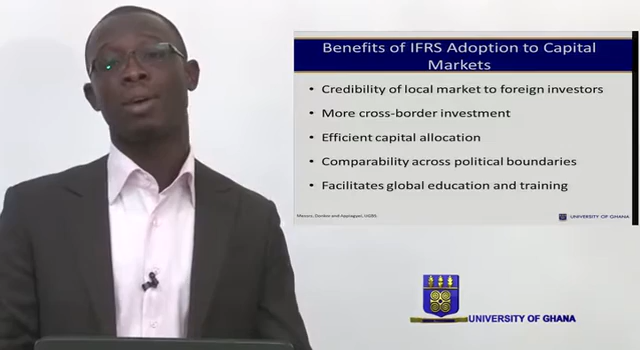 Benefits of IFRS Adoption to Capital
Markets
• Credibility of local market to foreign investors
• More cross-border investment
• Efficient capital allocation
• Comparability across political boundaries
• Facilitates global education and training
UNIVERSITY OF GHANA
UNIVERSITY OF GHANA